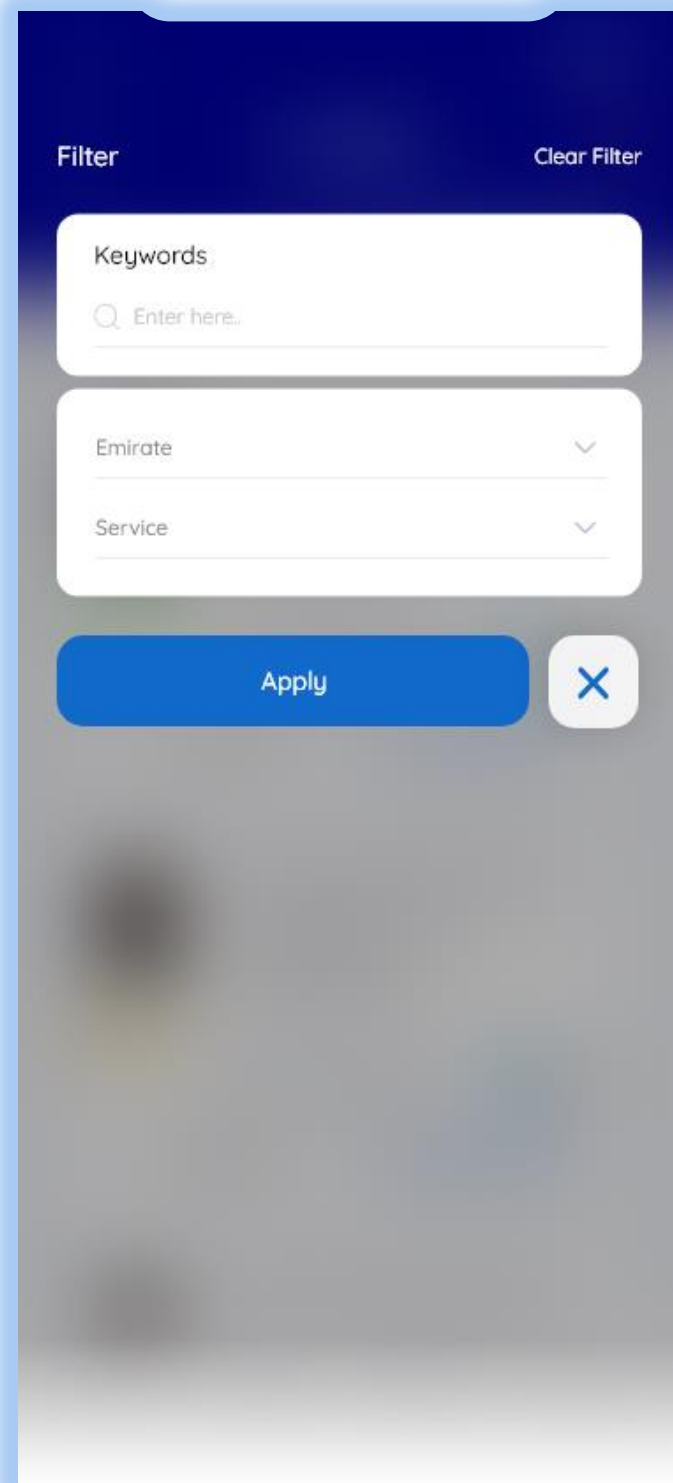 Filter
Clear Filter
Keywords
Enter here..
Emirate
Service
Apply